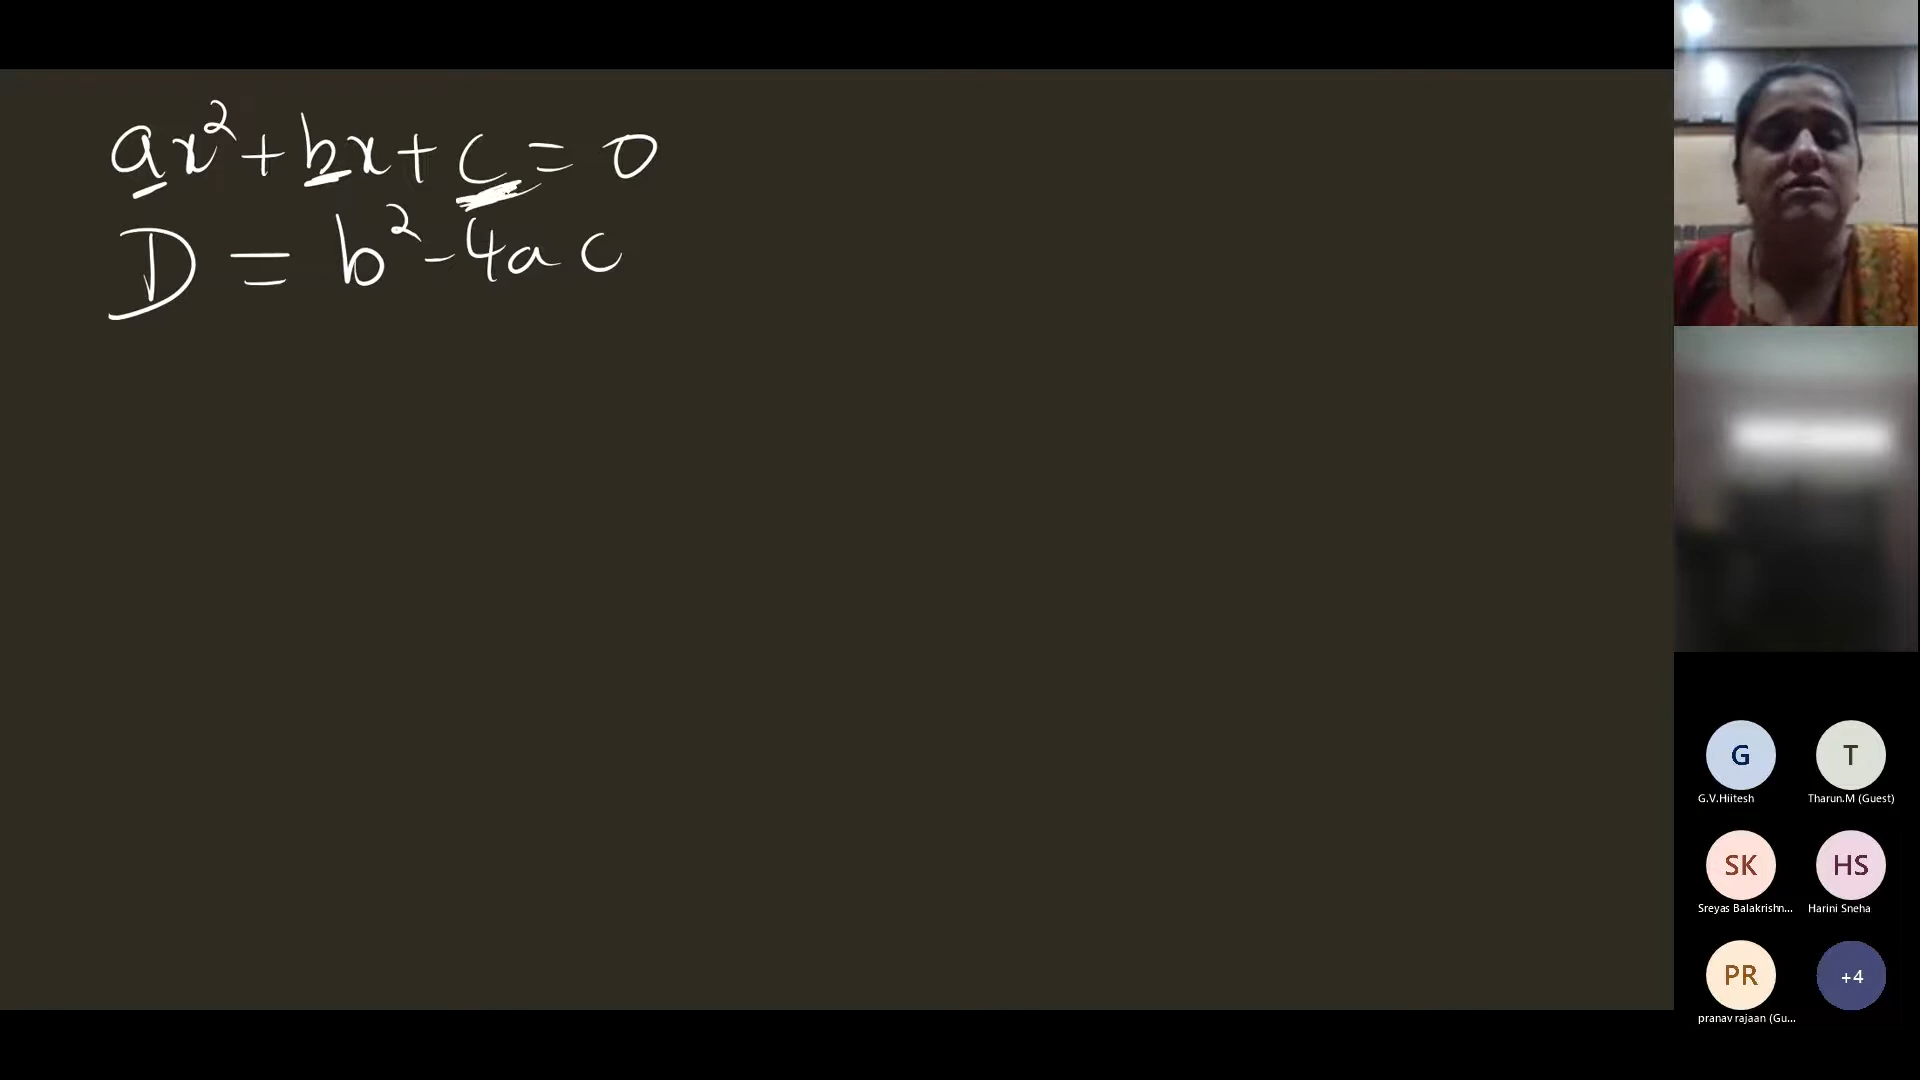 ax²+bx+c=0
D = b²-4ac
G
G.V.Hiitesh
T
Tharun.M (Guest)
SK
Sreyas Balakrishn...
HS
Harini Sneha
PR
pranav rajaan (Gu...
+4